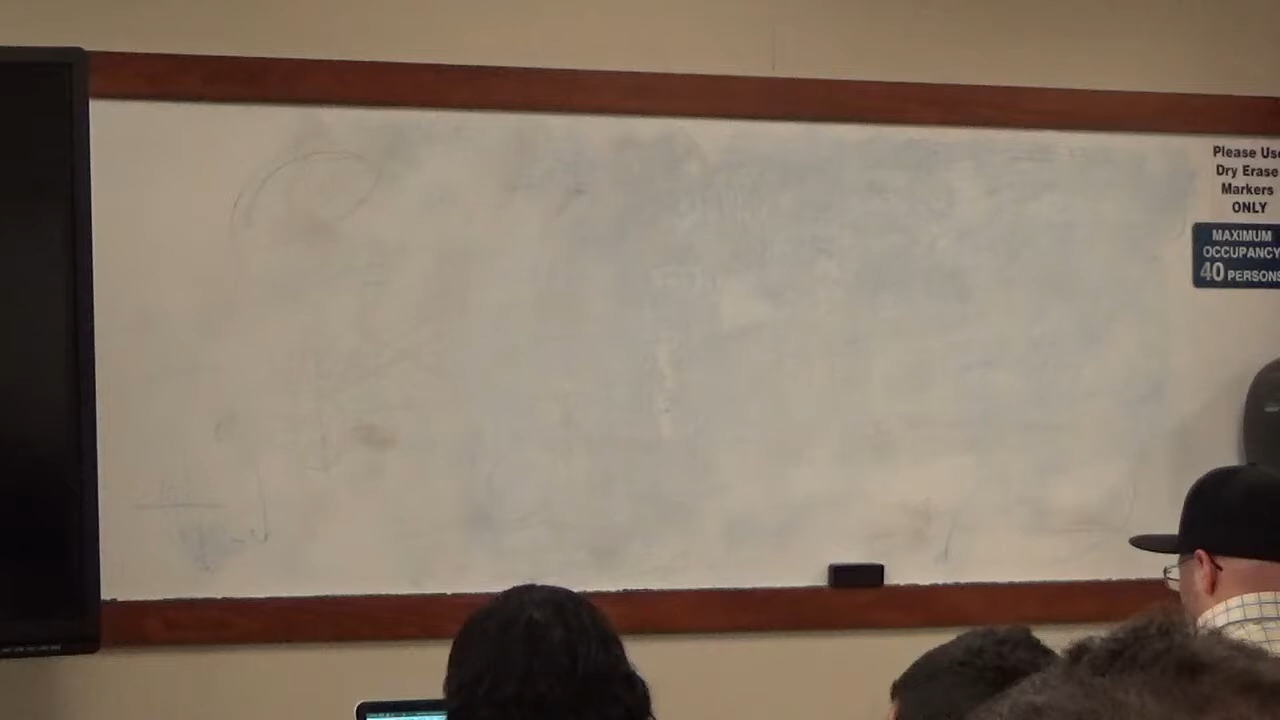 Please Use
Dry Erase
Markers
ONLY
MAXIMUM
OCCUPANCY
40 PERSONS